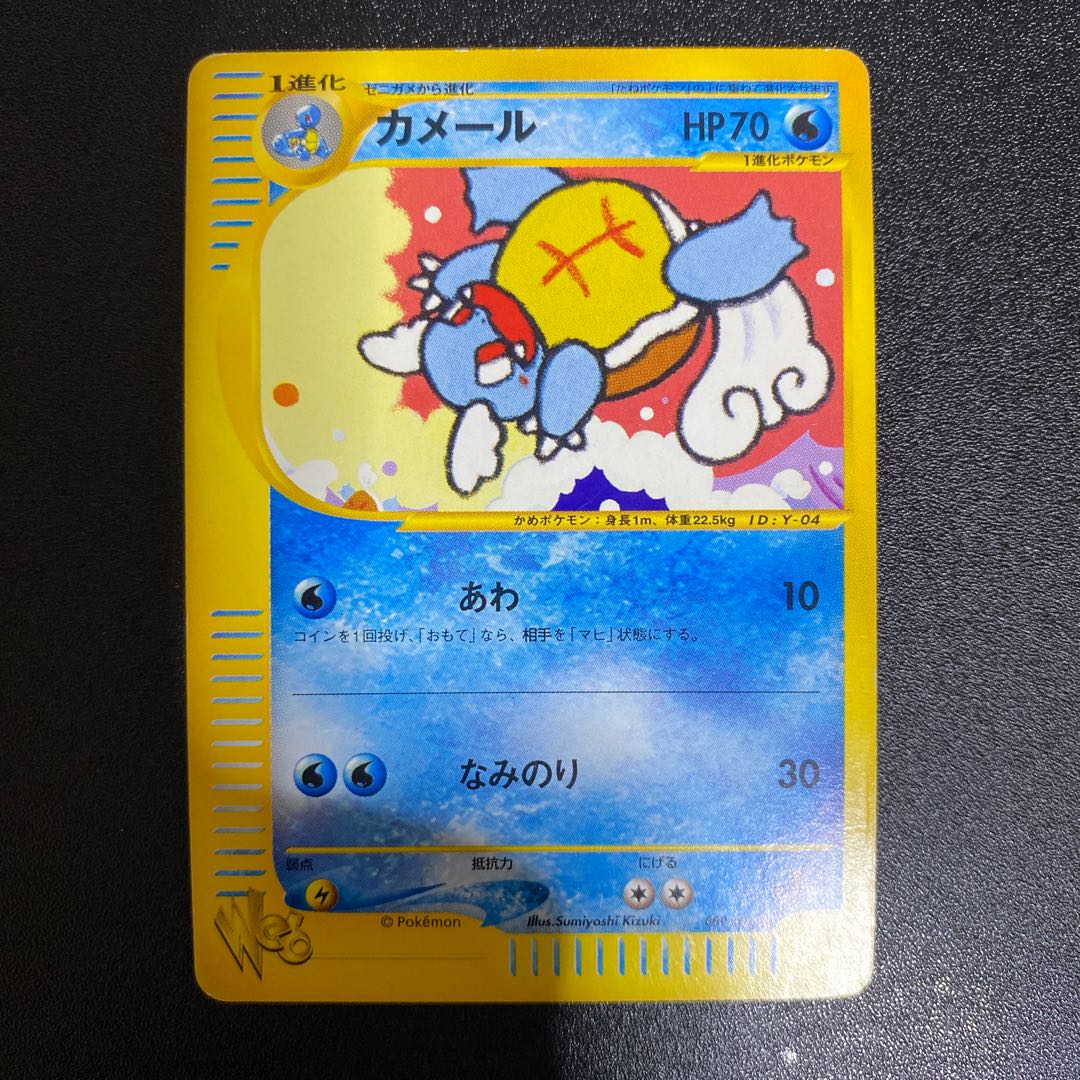 1進化
ゼニガメから進化
「たねポケモン」の上に重ねて進化させます
カメール
HP70
1進化ポケモン
かめポケモン：身長1m、体重22.5kg ID：Y-04
あわ 10
コインを1回投げ、「おもて」なら、相手を「マヒ」状態にする。
なみのり 30
弱点
抵抗力
にげる
Web
© Pokémon
Illus.Sumiyoshi Kizuki